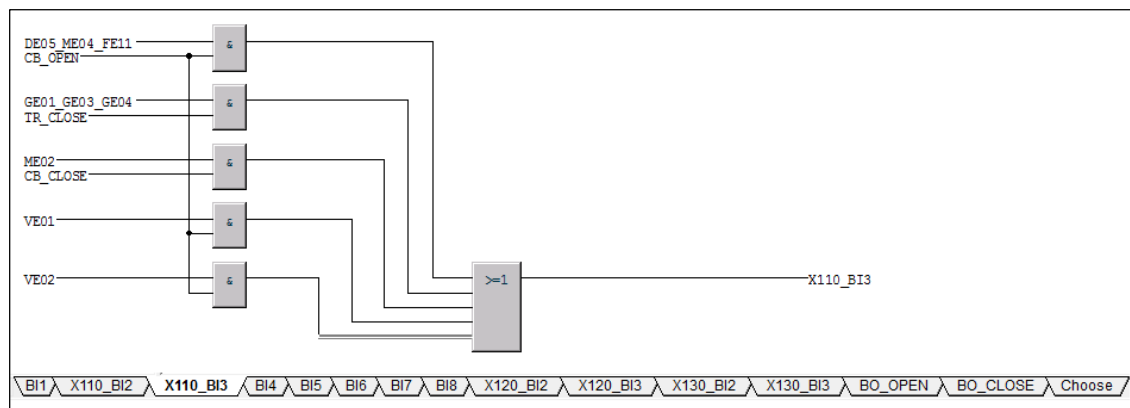 DE05_ME04_FE11
&
CB_OPEN
GE01_GE03_GE04
&
TR_CLOSE
ME02
&
CB_CLOSE
VE01
&
VE02
&
>=1
X110_BI3
BI1 X110_BI2 X110_BI3 BI4 BI5 BI6 BI7 BI8 X120_BI2 X120_BI3 X130_BI2 X130_BI3 BO_OPEN BO_CLOSE Choose